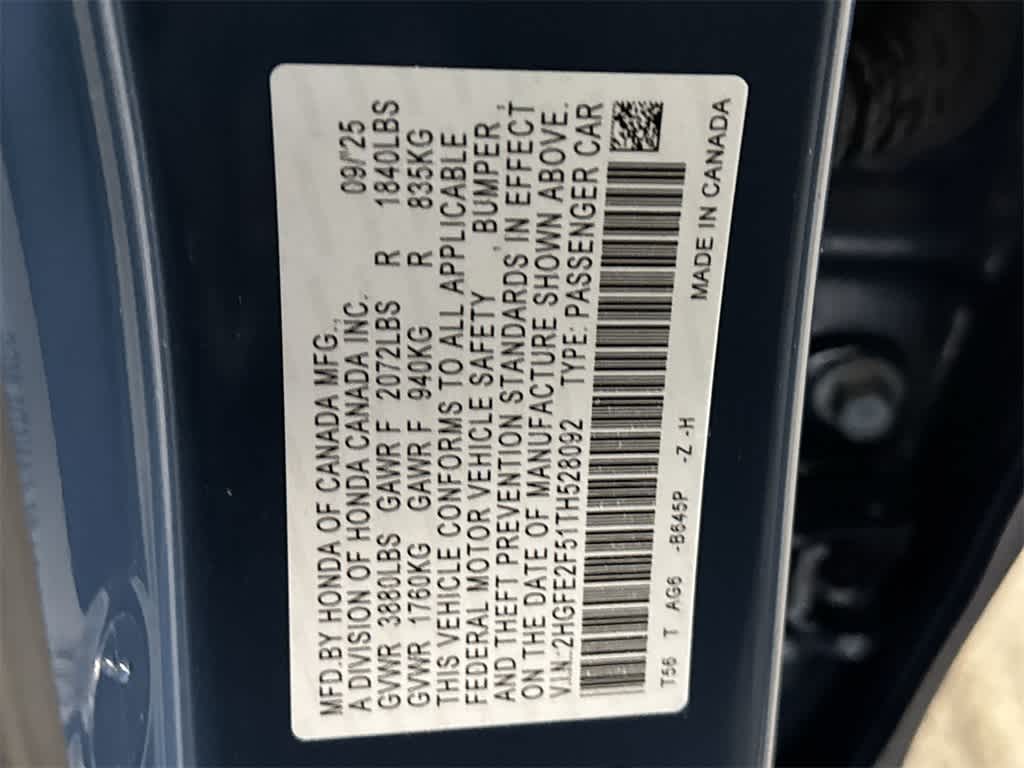 MFD.BY HONDA OF CANADA MFG.,
A DIVISION OF HONDA CANADA INC. 09/'25
GVWR 3880LBS GAWR F 2072LBS R 1840LBS
GVWR 1760KG GAWR F 940KG R 835KG
THIS VEHICLE CONFORMS TO ALL APPLICABLE
FEDERAL MOTOR VEHICLE SAFETY, BUMPER,
AND THEFT PREVENTION STANDARDS IN EFFECT
ON THE DATE OF MANUFACTURE SHOWN ABOVE.
V.I.N.:2HGFE2F51TH528092 TYPE: PASSENGER CAR
T56 T AG6 -B645P -Z -H MADE IN CANADA